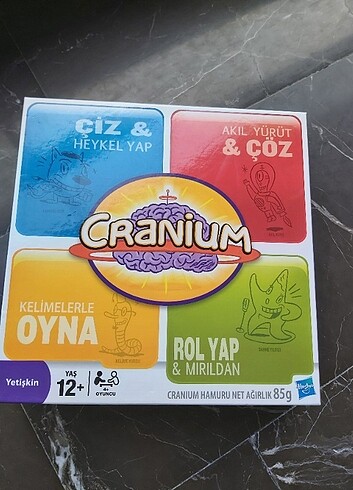 ÇİZ &
HEYKEL YAP
AKIL YÜRÜT
& ÇÖZ
CRANIUM
KELİMELERLE
OYNA
ROL YAP
& MIRILDAN
Yetişkin
YAŞ
12+
4+
OYUNCU
CRANIUM HAMURU NET AĞIRLIK 85g
Hasbro